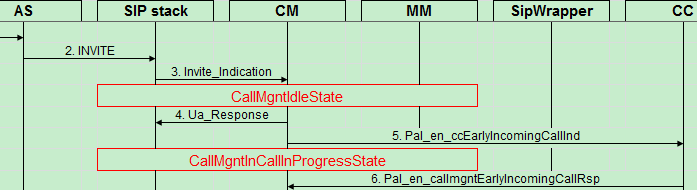 AS SIP stack CM MM SipWrapper CC
2. INVITE
3. Invite_Indication
CallMgntIdleState
4. Ua_Response
5. Pal_en_ccEarlyIncomingCallInd
CallMgntInCallInProgressState
6. Pal_en_callmgntEarlyIncomingCallRsp